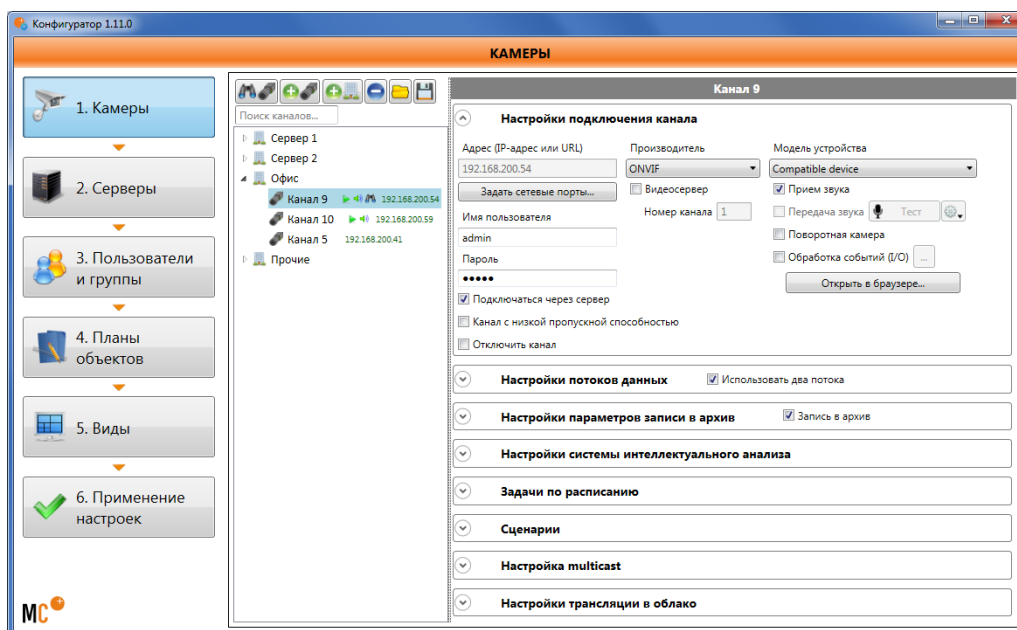 Конфигуратор 1.11.0
КАМЕРЫ
1. Камеры
2. Серверы
3. Пользователи
и группы
4. Планы
объектов
5. Виды
6. Применение
настроек
MC
Поиск каналов...
Сервер 1
Сервер 2
Офис
Канал 9 192.168.200.54
Канал 10 192.168.200.59
Канал 5 192.168.200.41
Прочие
Канал 9
Настройки подключения канала
Адрес (IP-адрес или URL) Производитель Модель устройства
192.168.200.54 ONVIF Compatible device
Задать сетевые порты... Видеосервер Прием звука
Номер канала 1 Передача звука Тест
Имя пользователя
admin Поворотная камера
Пароль Обработка событий (I/O) ...
••••• Открыть в браузере...
Подключаться через сервер
Канал с низкой пропускной способностью
Отключить канал
Настройки потоков данных Использовать два потока
Настройки параметров записи в архив Запись в архив
Настройки системы интеллектуального анализа
Задачи по расписанию
Сценарии
Настройка multicast
Настройки трансляции в облако